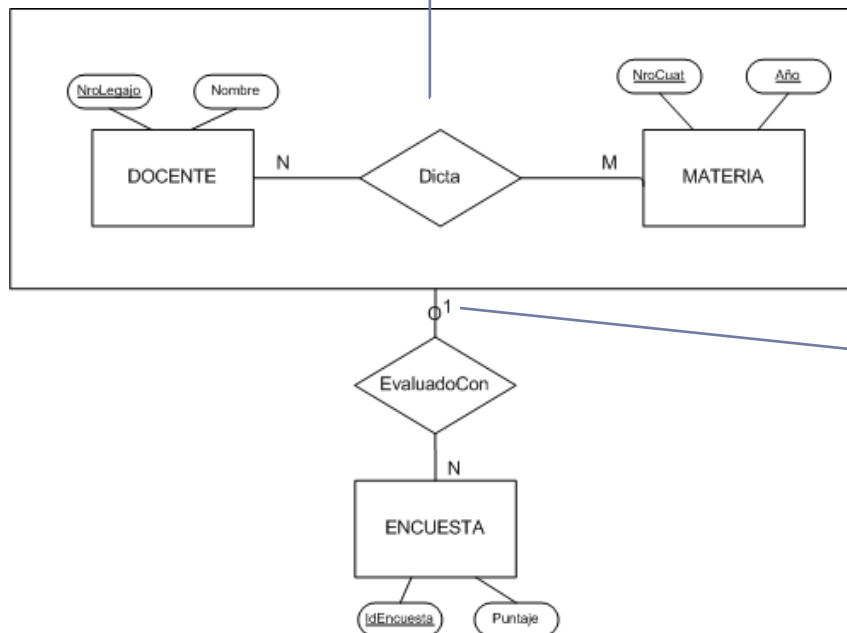 NroLegajo
Nombre
NroCuat
Año
DOCENTE
N
Dicta
M
MATERIA
1
EvaluadoCon
N
ENCUESTA
IdEncuesta
Puntaje